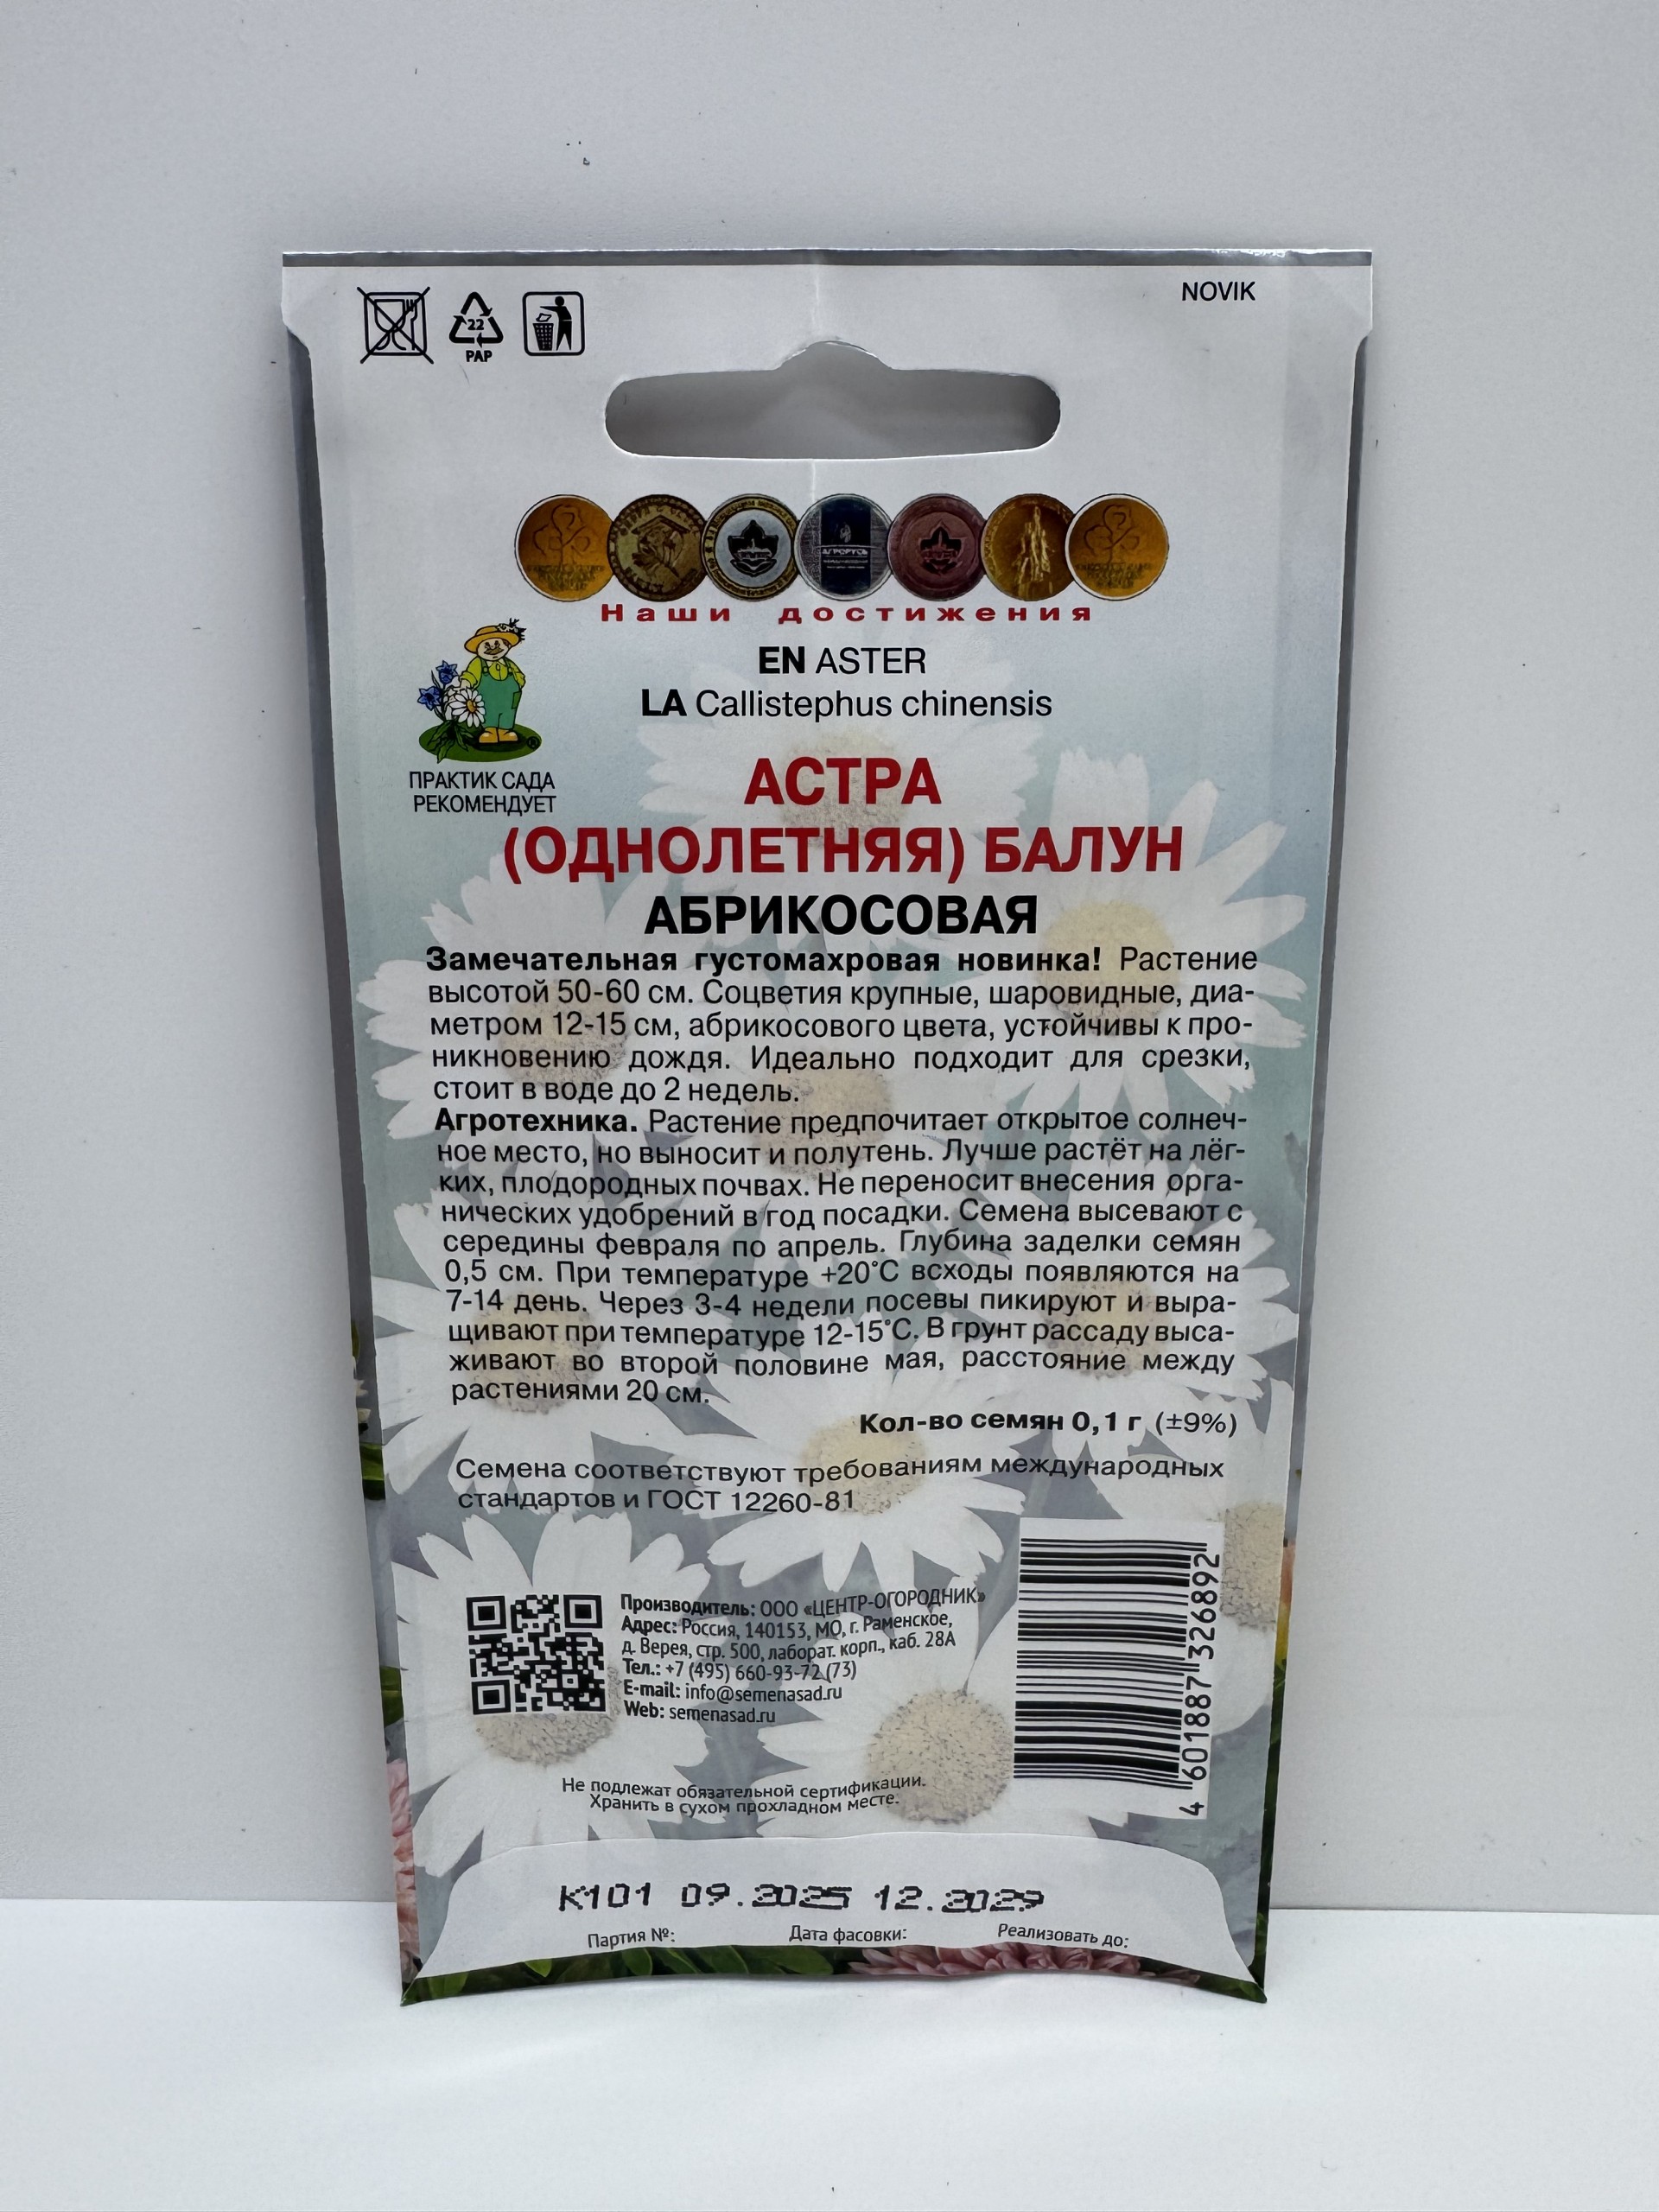 NOVIK
22
PAP
АГРОРУСЬ
Наши достижения
EN ASTER
LA Callistephus chinensis
ПРАКТИК САДА
РЕКОМЕНДУЕТ
АСТРА
(ОДНОЛЕТНЯЯ) БАЛУН
АБРИКОСОВАЯ
Замечательная густомахровая новинка! Растение
высотой 50-60 см. Соцветия крупные, шаровидные, диа-
метром 12-15 см, абрикосового цвета, устойчивы к про-
никновению дождя. Идеально подходит для срезки,
стоит в воде до 2 недель.
Агротехника. Растение предпочитает открытое солнеч-
ное место, но выносит и полутень. Лучше растёт на лёг-
ких, плодородных почвах. Не переносит внесения орга-
нических удобрений в год посадки. Семена высевают с
середины февраля по апрель. Глубина заделки семян
0,5 см. При температуре +20°С всходы появляются на
7-14 день. Через 3-4 недели посевы пикируют и выра-
щивают при температуре 12-15°С. В грунт рассаду выса-
живают во второй половине мая, расстояние между
растениями 20 см.
Кол-во семян 0,1 г (±9%)
Семена соответствуют требованиям международных
стандартов и ГОСТ 12260-81
Производитель: ООО «ЦЕНТР-ОГОРОДНИК»
Адрес: Россия, 140153, МО, г. Раменское,
д. Верея, стр. 500, лаборат. корп., каб. 28А
Тел.: +7 (495) 660-93-72 (73)
E-mail: info@semenasad.ru
Web: semenasad.ru
4 601887 326892
Не подлежат обязательной сертификации.
Хранить в сухом прохладном месте.
К101 09.2025 12.2029
Партия №: Дата фасовки: Реализовать до: